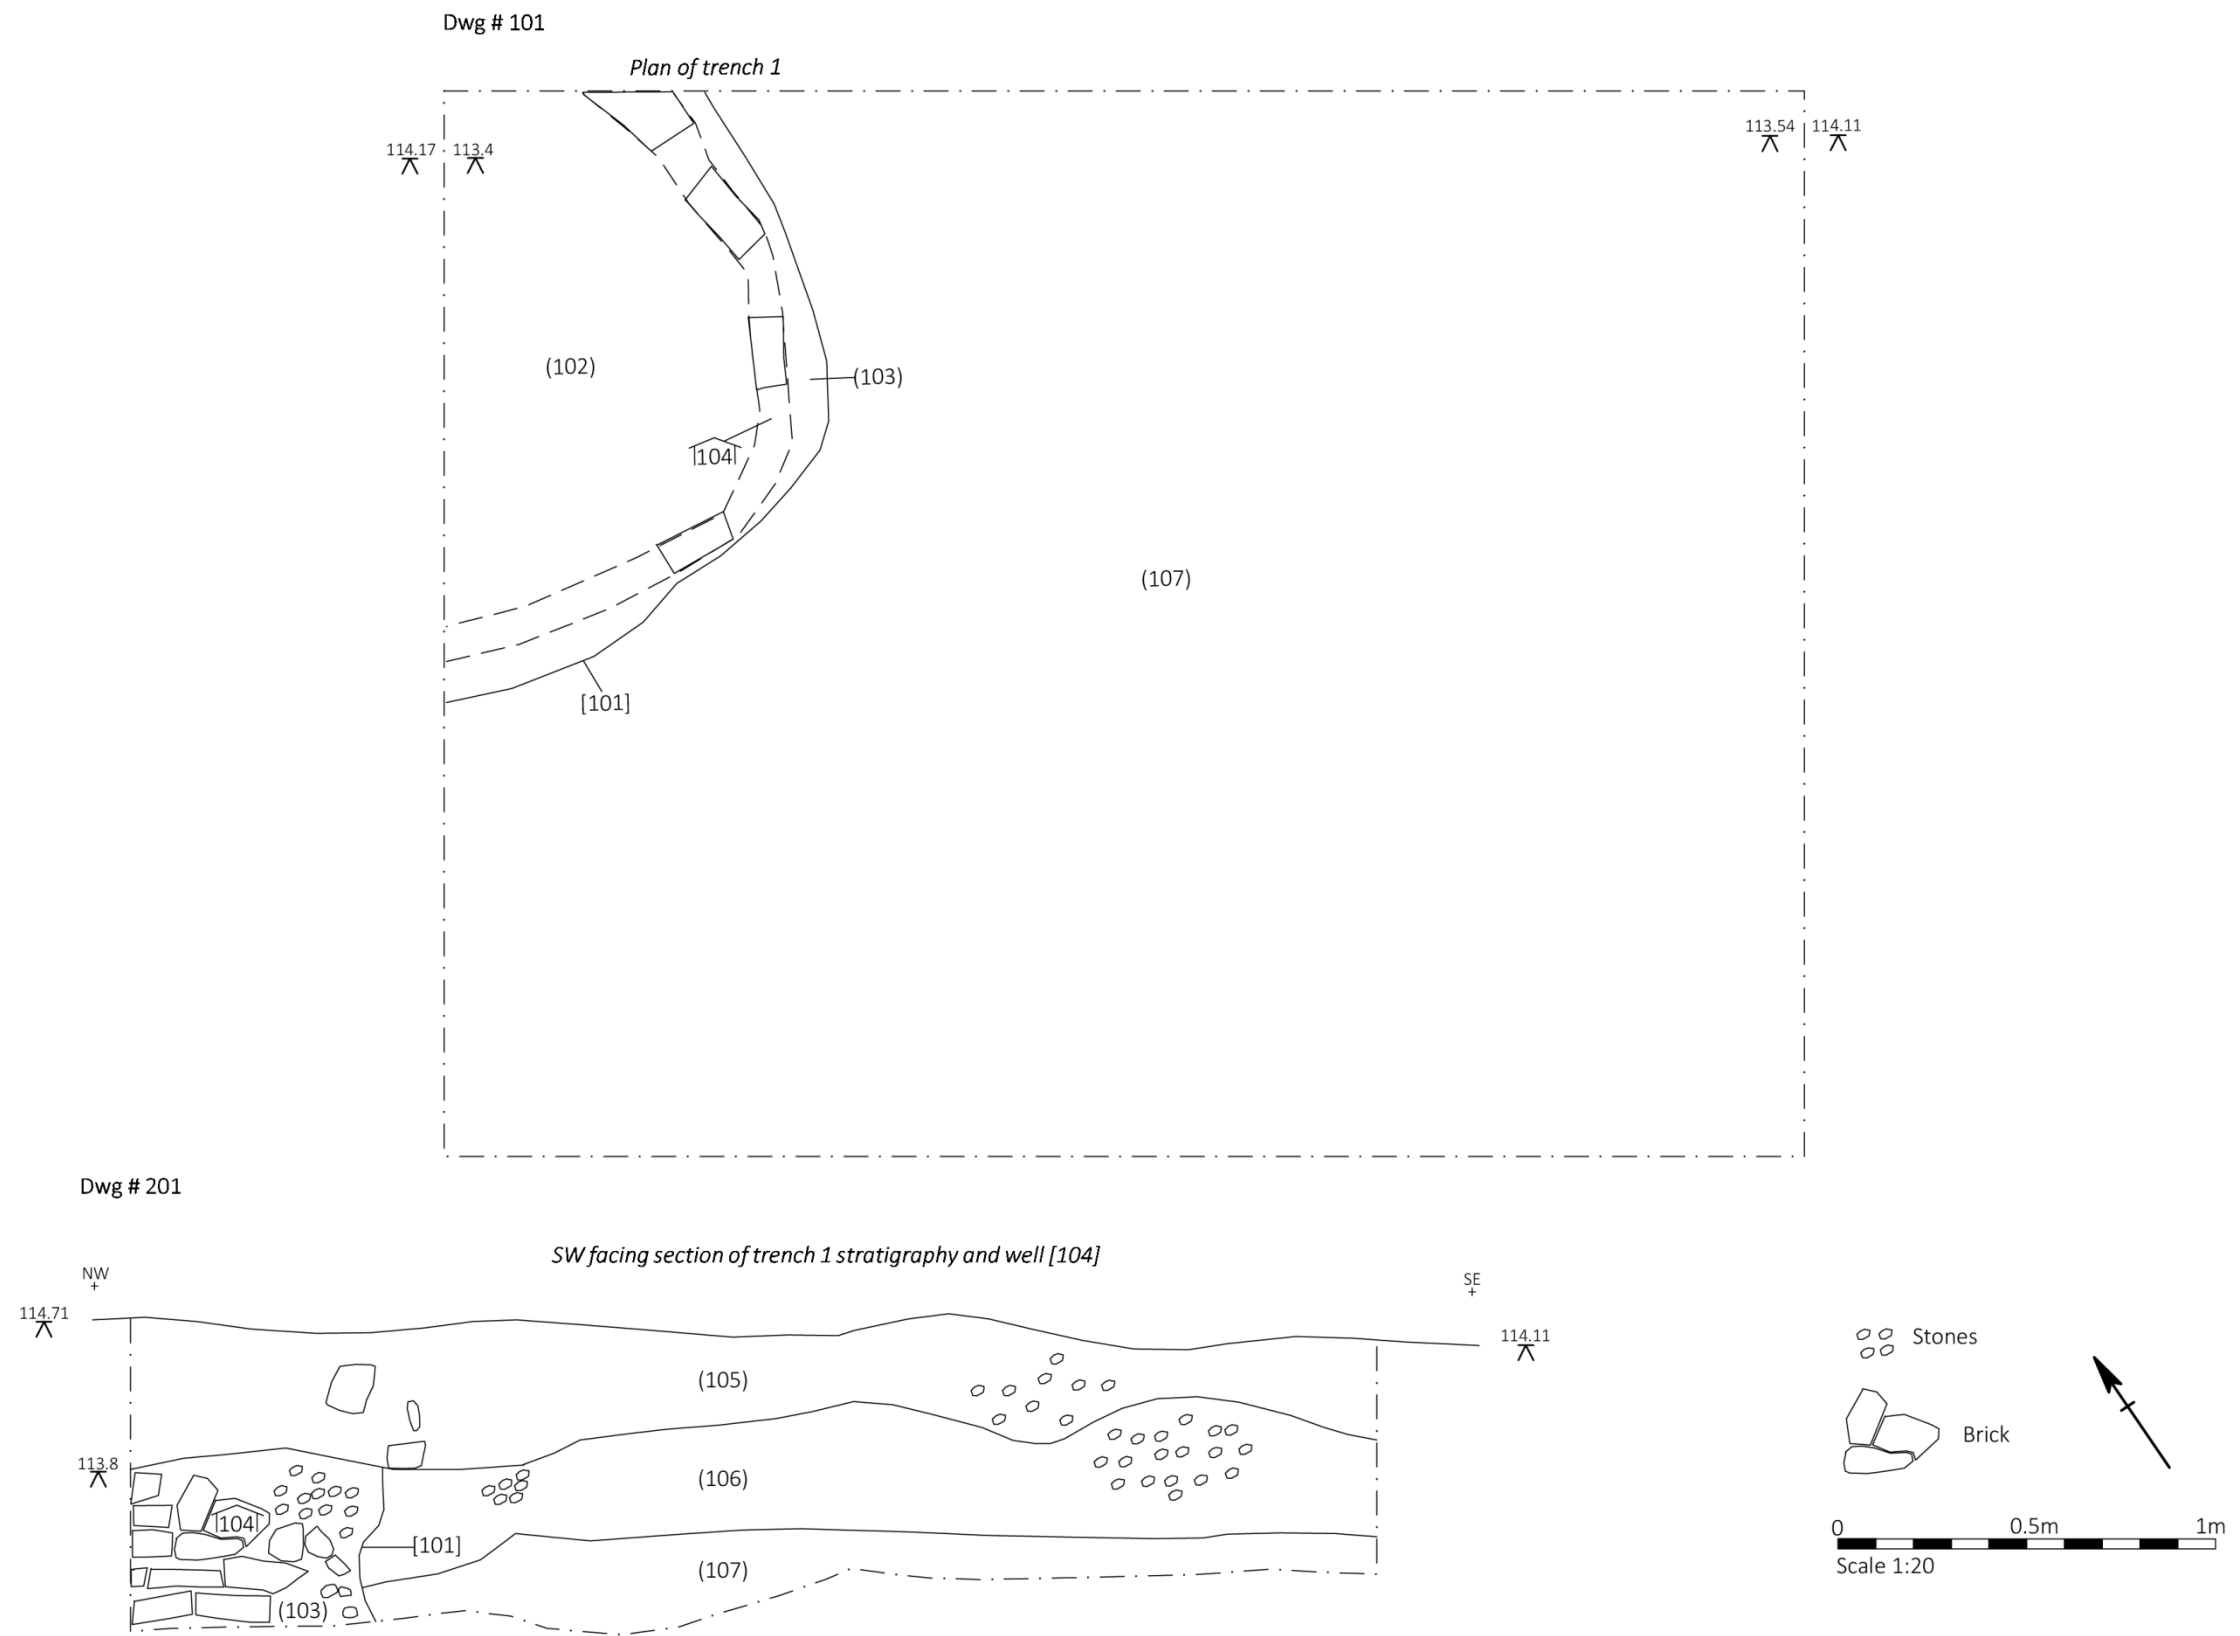 Dwg # 101
Plan of trench 1
114.17
113.4
113.54
114.11
(102)
(103)
104
(107)
[101]
Dwg # 201
SW facing section of trench 1 stratigraphy and well [104]
NW
SE
114.71
114.11
(105)
113.8
(106)
104
[101]
(107)
(103)
Stones
Brick
0 0.5m 1m
Scale 1:20